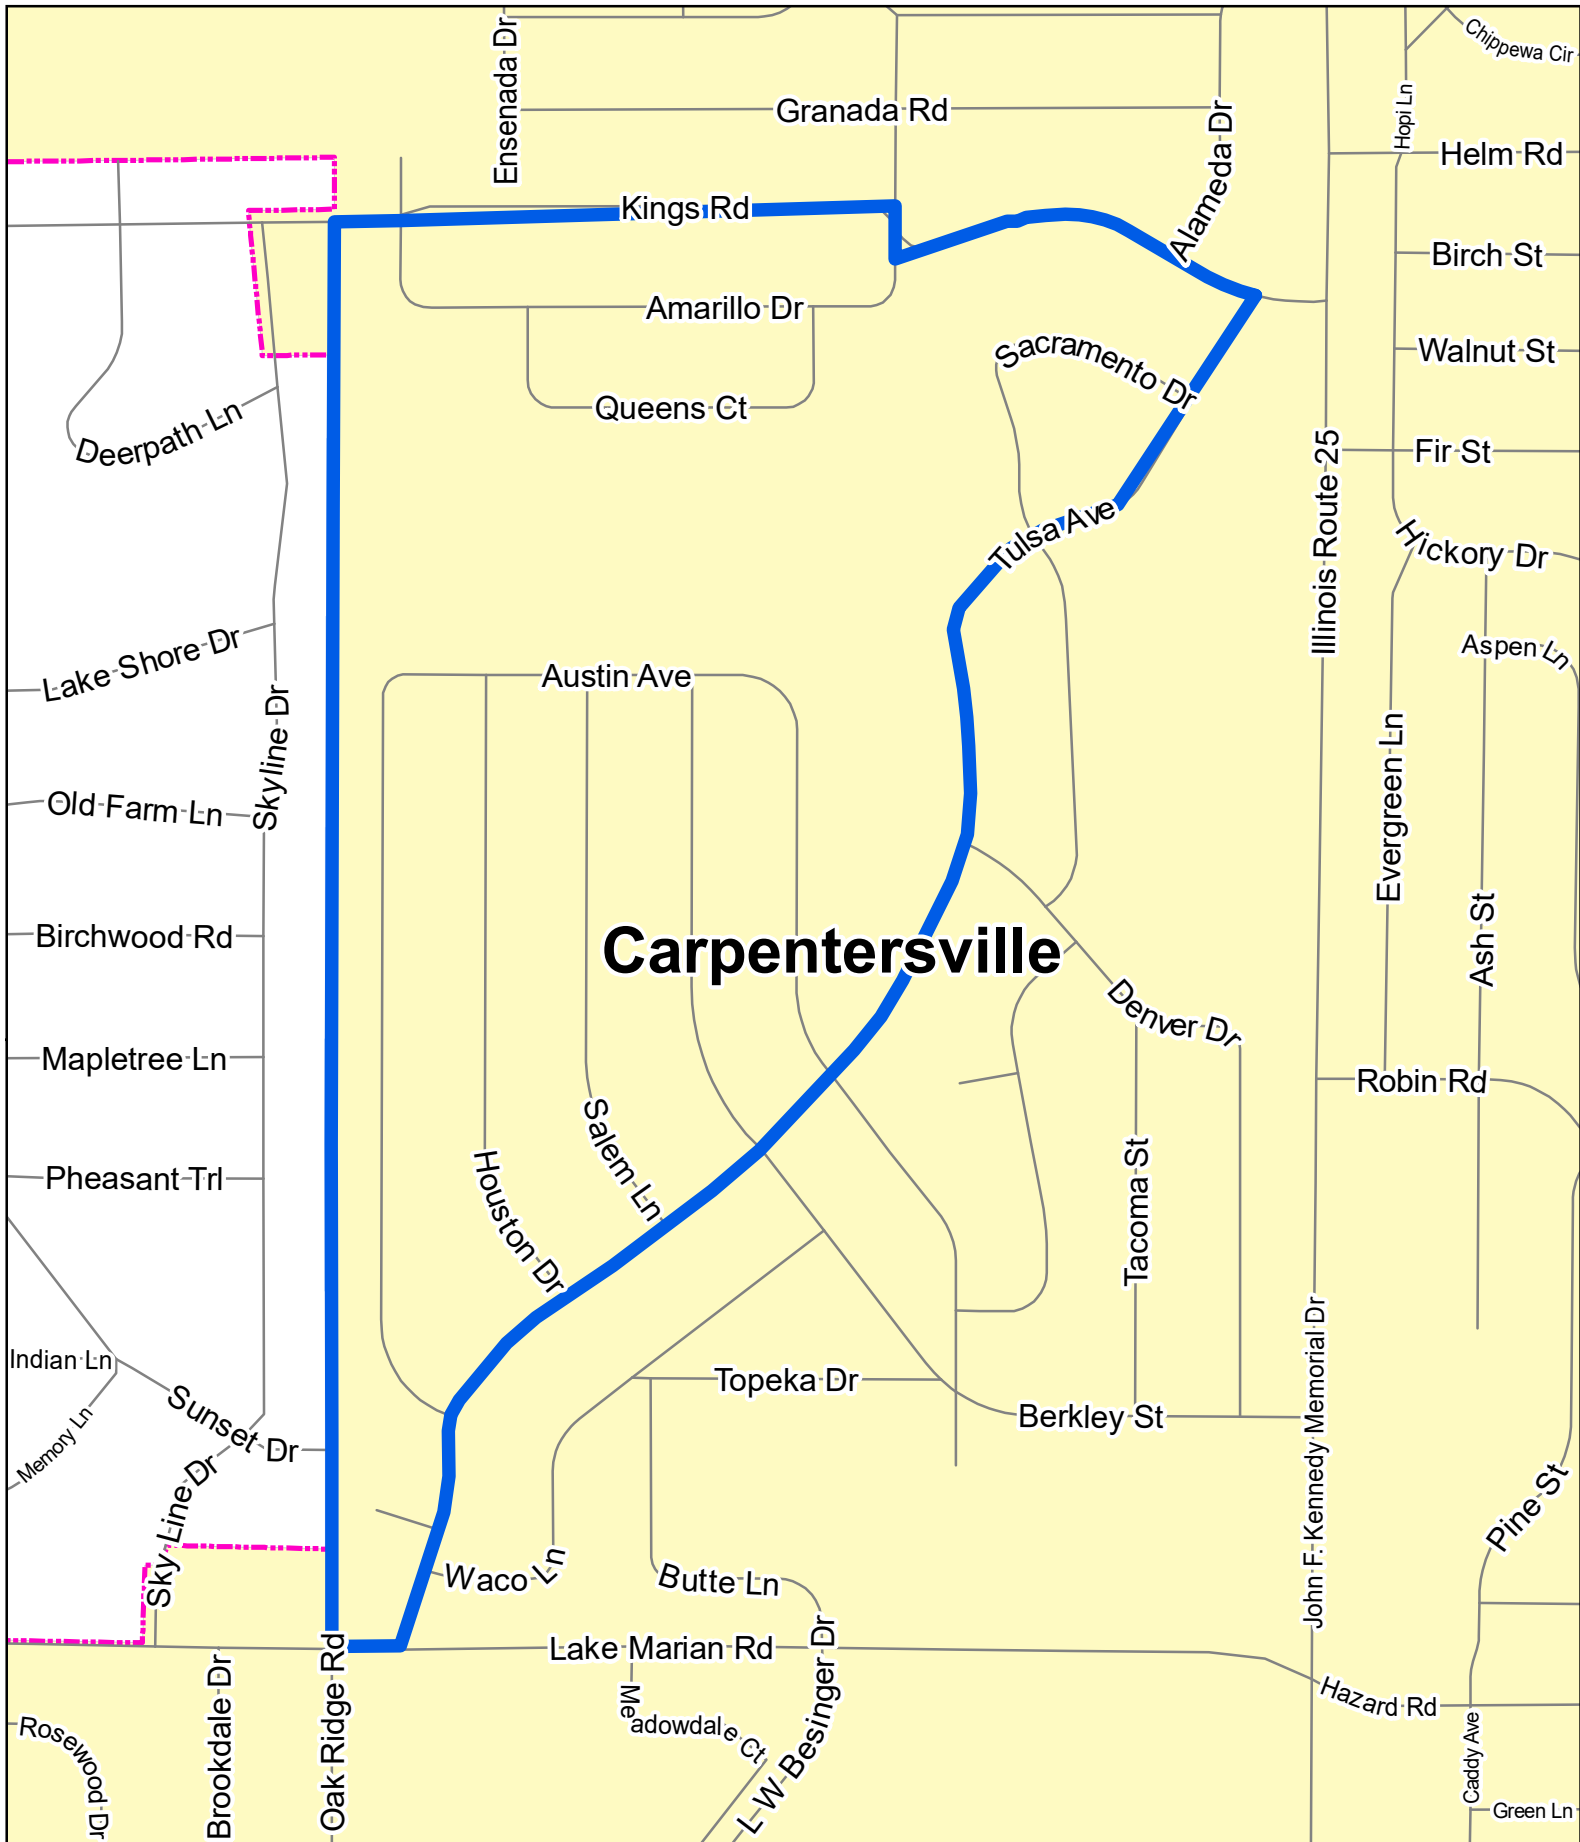 Ensenada Dr
Chippewa Cir
Granada Rd
Hopi Ln
Alameda Dr
Helm Rd
Kings Rd
Birch St
Amarillo Dr
Sacramento Dr
Walnut St
Deerpath Ln
Queens Ct
Fir St
Illinois Route 25
Tulsa Ave
Hickory Dr
Lake Shore Dr
Aspen Ln
Austin Ave
Skyline Dr
Old Farm Ln
Evergreen Ln
Birchwood Rd
Carpentersville
Ash St
Denver Dr
Mapletree Ln
Robin Rd
Salem Ln
Pheasant Trl
Houston Dr
Tacoma St
Indian Ln
Topeka Dr
John F. Kennedy Memorial Dr
Sunset Dr
Berkley St
Memory Ln
Sky Line Dr
Pine St
Waco Ln
Butte Ln
Lake Marian Rd
Oak Ridge Rd
Brookdale Dr
L W Besinger Dr
Meadowdale Ct
Hazard Rd
Rosewood Dr
Caddy Ave
Green Ln